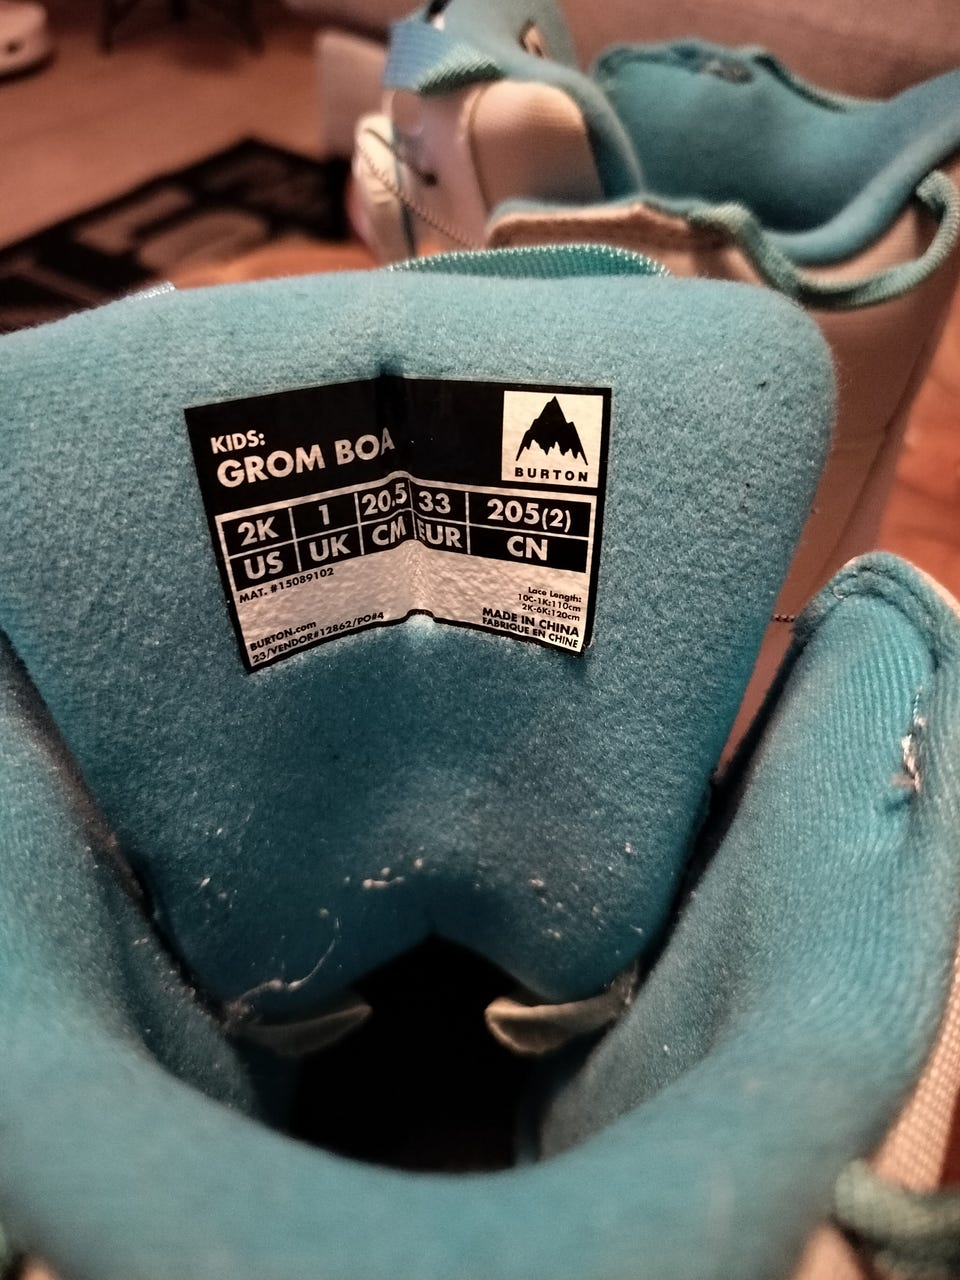 KIDS:
GROM BOA
BURTON
2K 1 20.5 33 205(2)
US UK CM EUR CN
MAT. #15089102
Lace Length:
10C-1K:110cm
2K-6K:120cm
MADE IN CHINA
FABRIQUE EN CHINE
BURTON.com
23/VENDOR#12862/PO#4